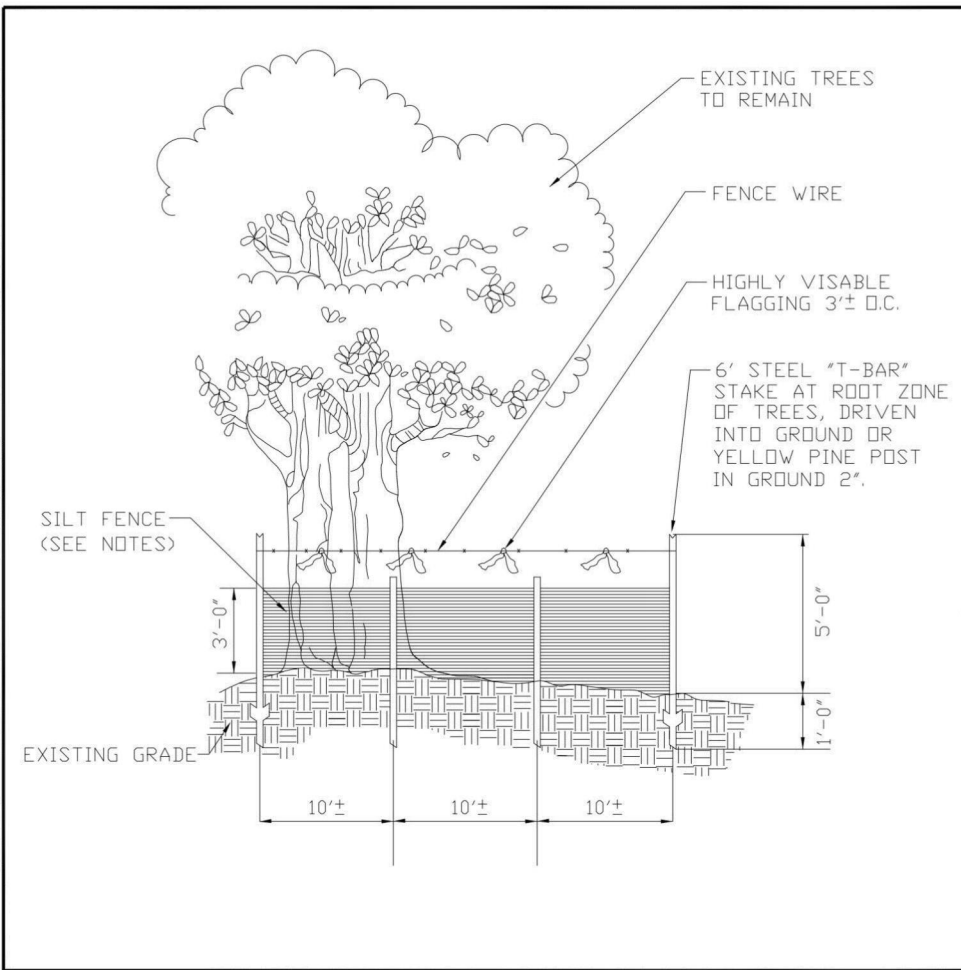 EXISTING TREES
TO REMAIN
FENCE WIRE
HIGHLY VISABLE
FLAGGING 3'± O.C.
6' STEEL "T-BAR"
STAKE AT ROOT ZONE
OF TREES, DRIVEN
INTO GROUND OR
YELLOW PINE POST
IN GROUND 2".
SILT FENCE
(SEE NOTES)
3'-0"
5'-0"
1'-0"
EXISTING GRADE
10'±
10'±
10'±